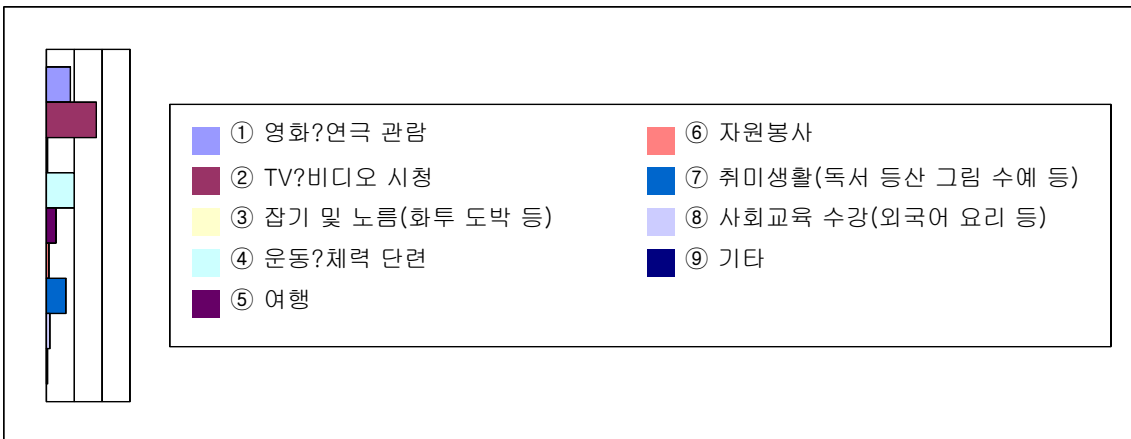 ① 영화?연극 관람
② TV?비디오 시청
③ 잡기 및 노름(화투 도박 등)
④ 운동?체력 단련
⑤ 여행
⑥ 자원봉사
⑦ 취미생활(독서 등산 그림 수예 등)
⑧ 사회교육 수강(외국어 요리 등)
⑨ 기타